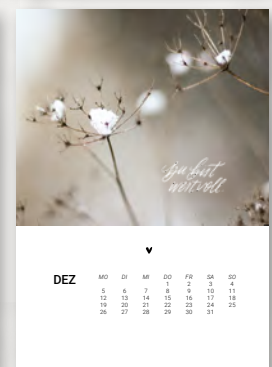 du bist
wertvoll
DEZ
MO DI MI DO FR SA SO
1 2 3 4
5 6 7 8 9 10 11
12 13 14 15 16 17 18
19 20 21 22 23 24 25
26 27 28 29 30 31